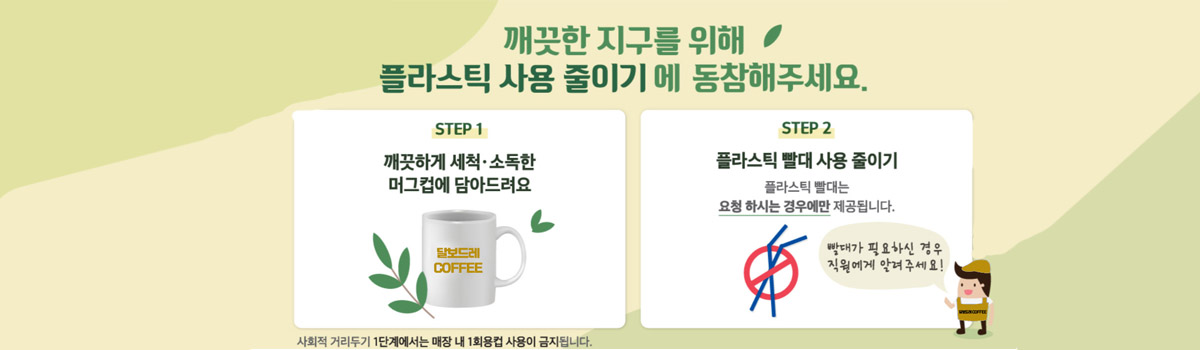 깨끗한 지구를 위해
플라스틱 사용 줄이기에 동참해주세요.
STEP 1
깨끗하게 세척·소독한
머그컵에 담아드려요
달보드레
COFFEE
사회적 거리두기 1단계에서는 매장 내 1회용컵 사용이 금지됩니다.
STEP 2
플라스틱 빨대 사용 줄이기
플라스틱 빨대는
요청 하시는 경우에만 제공됩니다.
빨대가 필요하신 경우
직원에게 알려주세요!